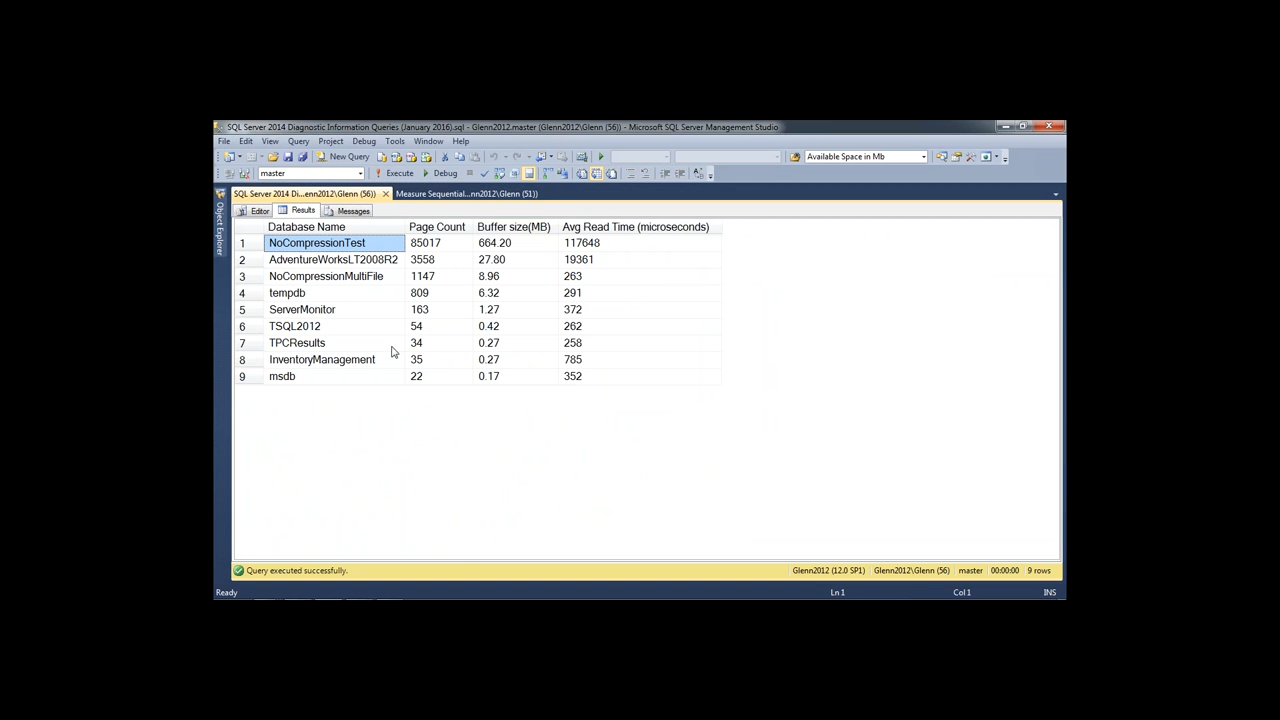 SQL Server 2014 Diagnostic Information Queries (January 2016).sql - Glenn2012.master (Glenn2012\Glenn (56)) - Microsoft SQL Server Management Studio
File Edit View Query Project Debug Tools Window Help
New Query Available Space in Mb
master Execute Debug
SQL Server 2014 Di...enn2012\Glenn (56)) Measure Sequential...nn2012\Glenn (51))
Object Explorer
Editor Results Messages
Database Name Page Count Buffer size(MB) Avg Read Time (microseconds)
1 NoCompressionTest 85017 664.20 117648
2 AdventureWorksLT2008R2 3558 27.80 19361
3 NoCompressionMultiFile 1147 8.96 263
4 tempdb 809 6.32 291
5 ServerMonitor 163 1.27 372
6 TSQL2012 54 0.42 262
7 TPCResults 34 0.27 258
8 InventoryManagement 35 0.27 785
9 msdb 22 0.17 352
Query executed successfully. Glenn2012 (12.0 SP1) Glenn2012\Glenn (56) master 00:00:00 9 rows
Ready Ln 1 Col 1 INS